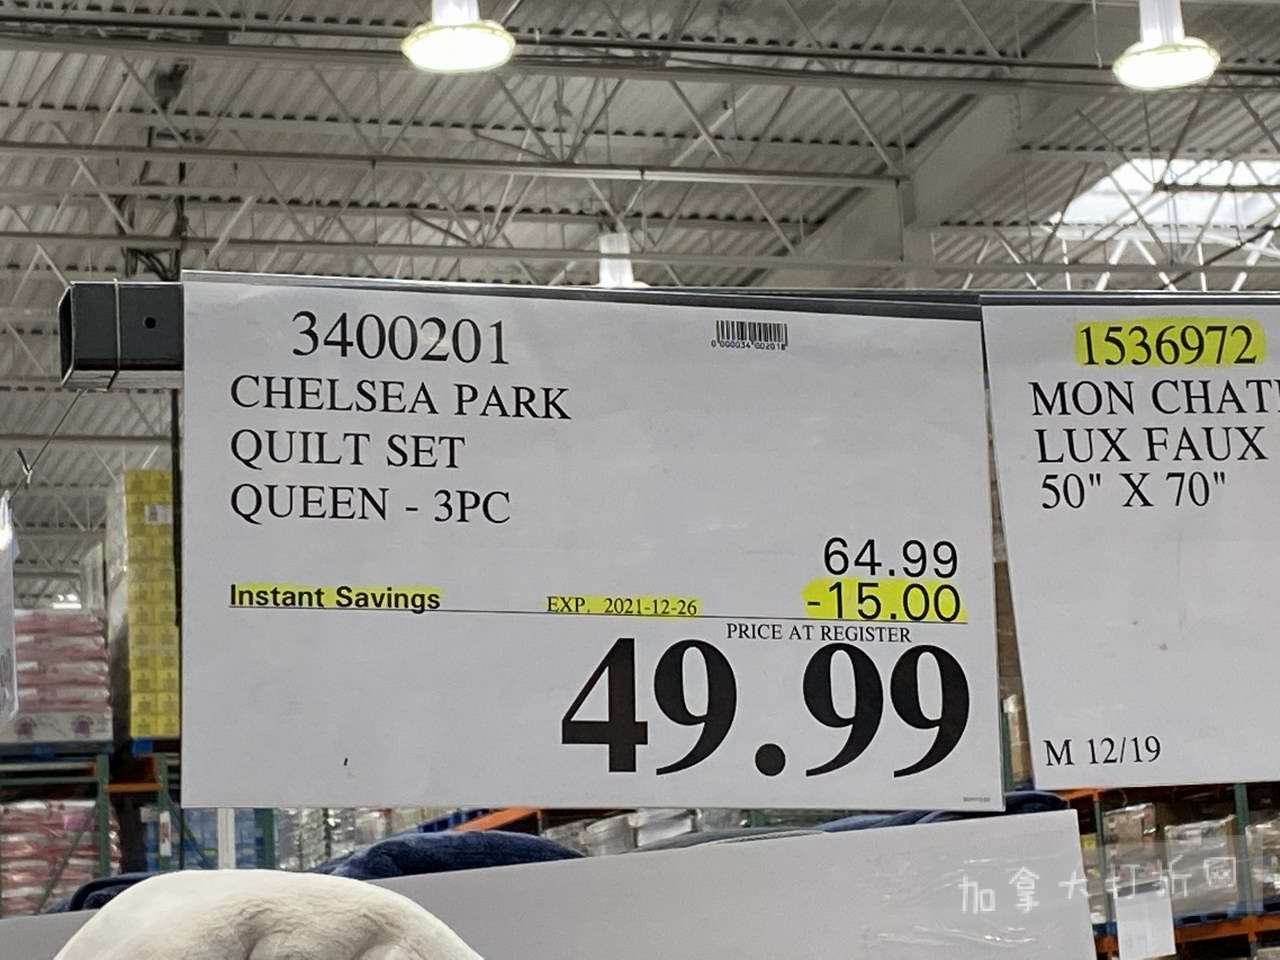 3400201
CHELSEA PARK
QUILT SET
QUEEN - 3PC
64.99
Instant Savings EXP. 2021-12-26 -15.00
PRICE AT REGISTER
49.99
1536972
MON CHAT
LUX FAUX
50" X 70"
M 12/19
加拿大打折网